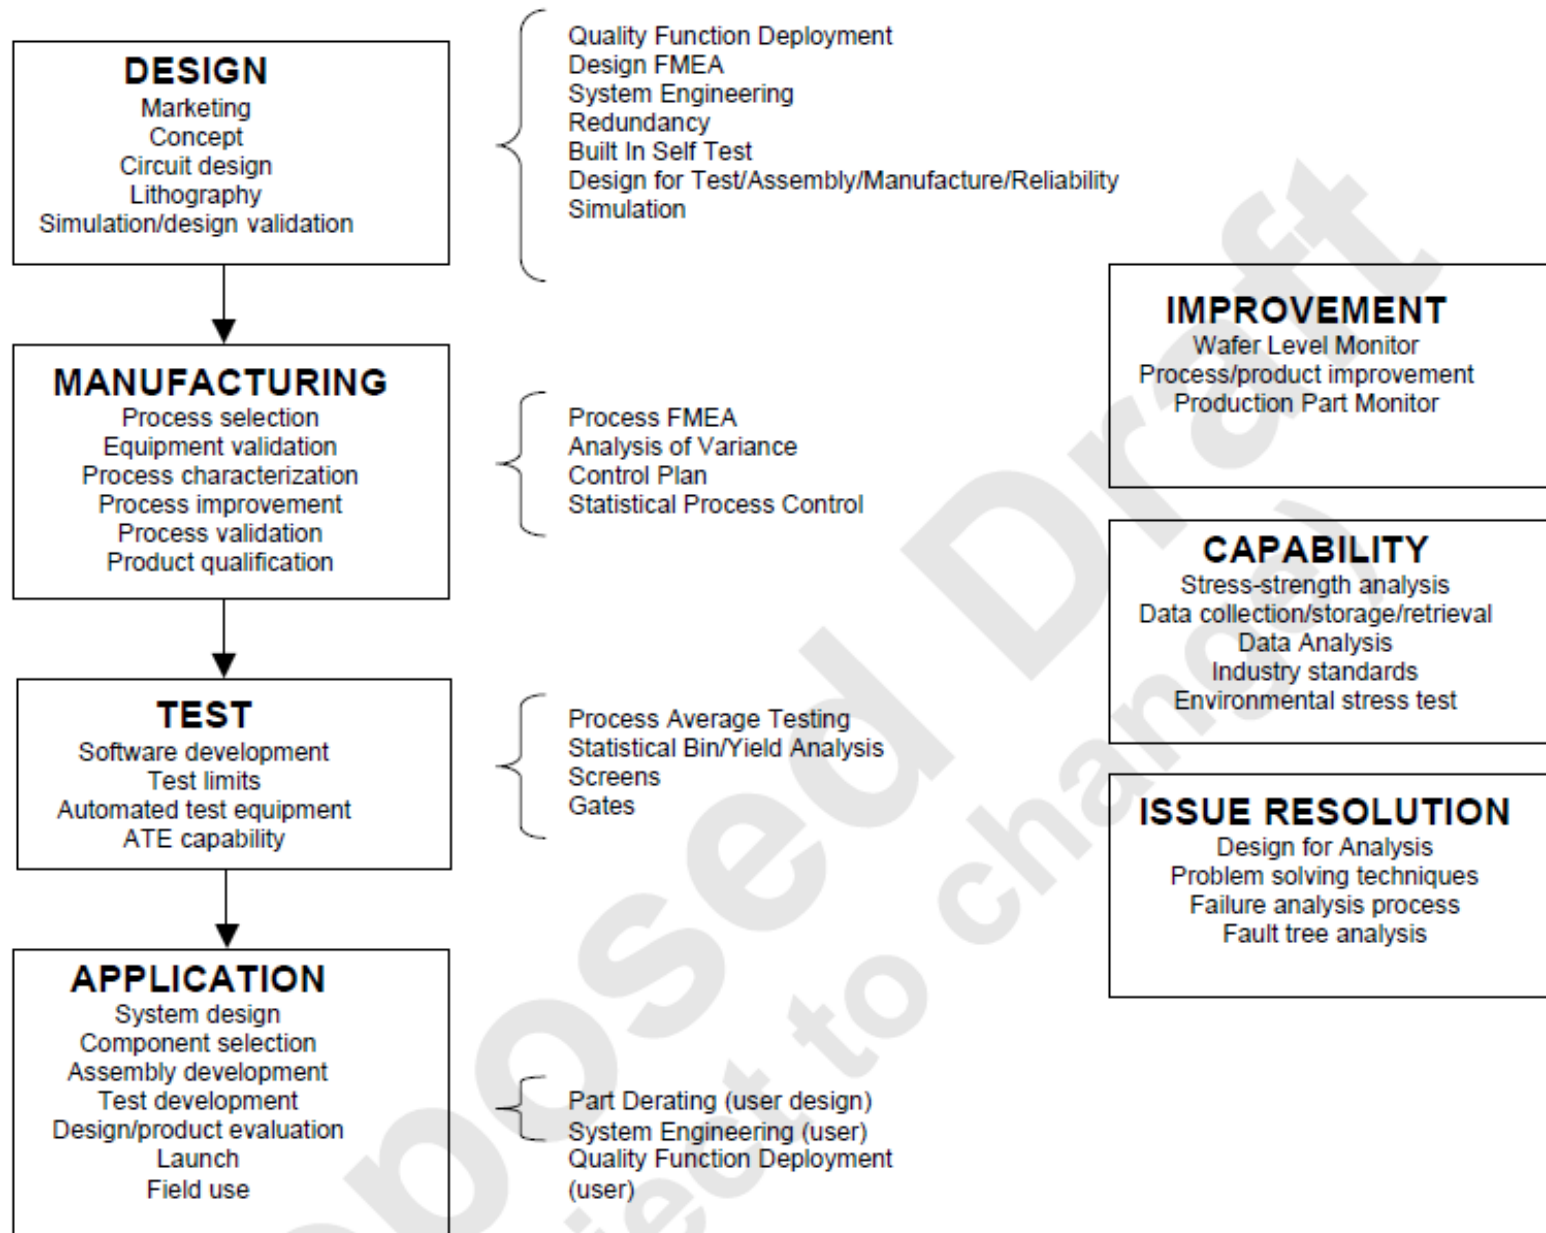 DESIGN
Marketing
Concept
Circuit design
Lithography
Simulation/design validation
Quality Function Deployment
Design FMEA
System Engineering
Redundancy
Built In Self Test
Design for Test/Assembly/Manufacture/Reliability
Simulation
MANUFACTURING
Process selection
Equipment validation
Process characterization
Process improvement
Process validation
Product qualification
Process FMEA
Analysis of Variance
Control Plan
Statistical Process Control
TEST
Software development
Test limits
Automated test equipment
ATE capability
Process Average Testing
Statistical Bin/Yield Analysis
Screens
Gates
APPLICATION
System design
Component selection
Assembly development
Test development
Design/product evaluation
Launch
Field use
Part Derating (user design)
System Engineering (user)
Quality Function Deployment
(user)
IMPROVEMENT
Wafer Level Monitor
Process/product improvement
Production Part Monitor
CAPABILITY
Stress-strength analysis
Data collection/storage/retrieval
Data Analysis
Industry standards
Environmental stress test
ISSUE RESOLUTION
Design for Analysis
Problem solving techniques
Failure analysis process
Fault tree analysis
posed Draft
ject to change)